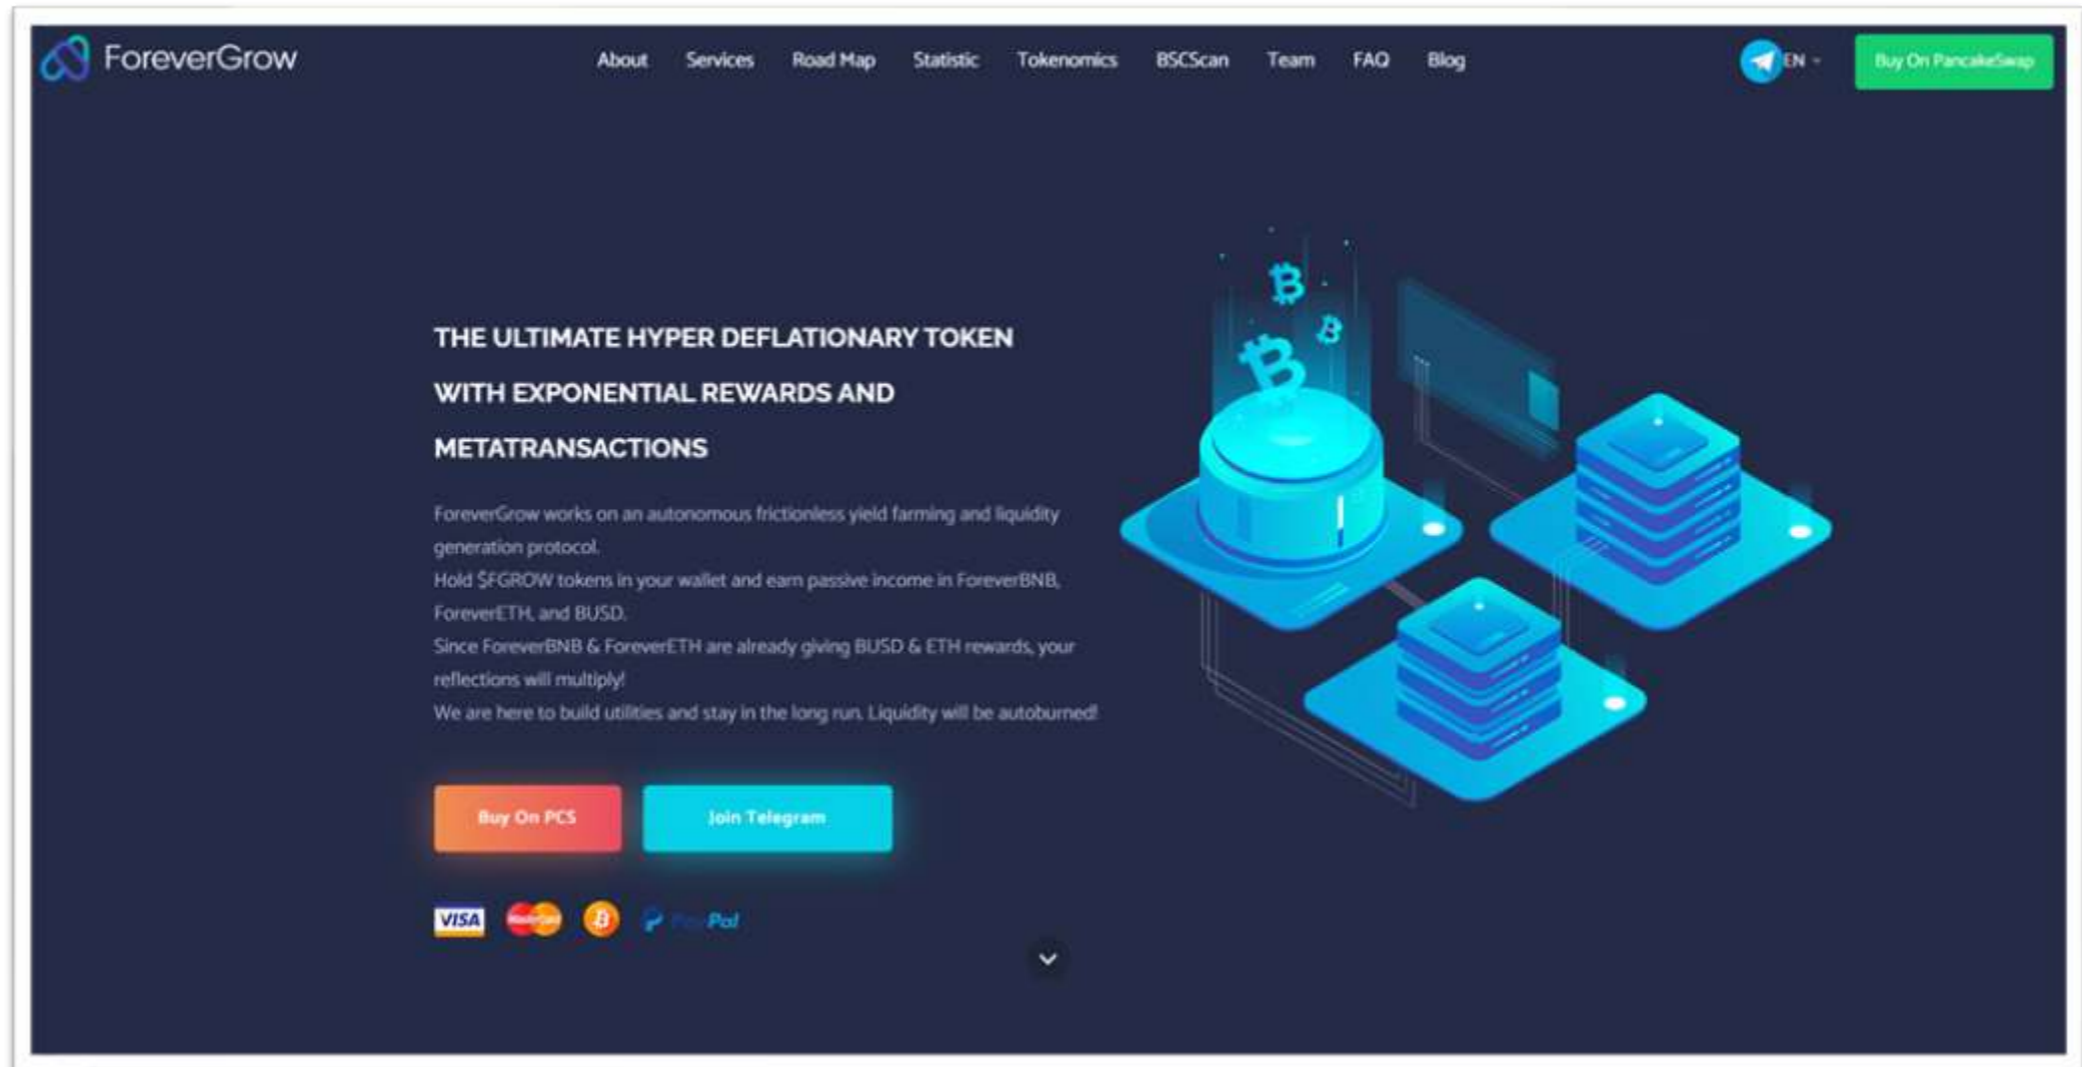 ForeverGrow
About Services Road Map Statistic Tokenomics BSCScan Team FAQ Blog
EN
Buy On PancakeSwap
THE ULTIMATE HYPER DEFLATIONARY TOKEN
WITH EXPONENTIAL REWARDS AND
METATRANSACTIONS
ForeverGrow works on an autonomous frictionless yield farming and liquidity
generation protocol.
Hold $FGROW tokens in your wallet and earn passive income in ForeverBNB,
ForeverETH, and BUSD.
Since ForeverBNB & ForeverETH are already giving BUSD & ETH rewards, your
reflections will multiply!
We are here to build utilities and stay in the long run. Liquidity will be autoburned!
Buy On PCS
Join Telegram
VISA MasterCard PayPal